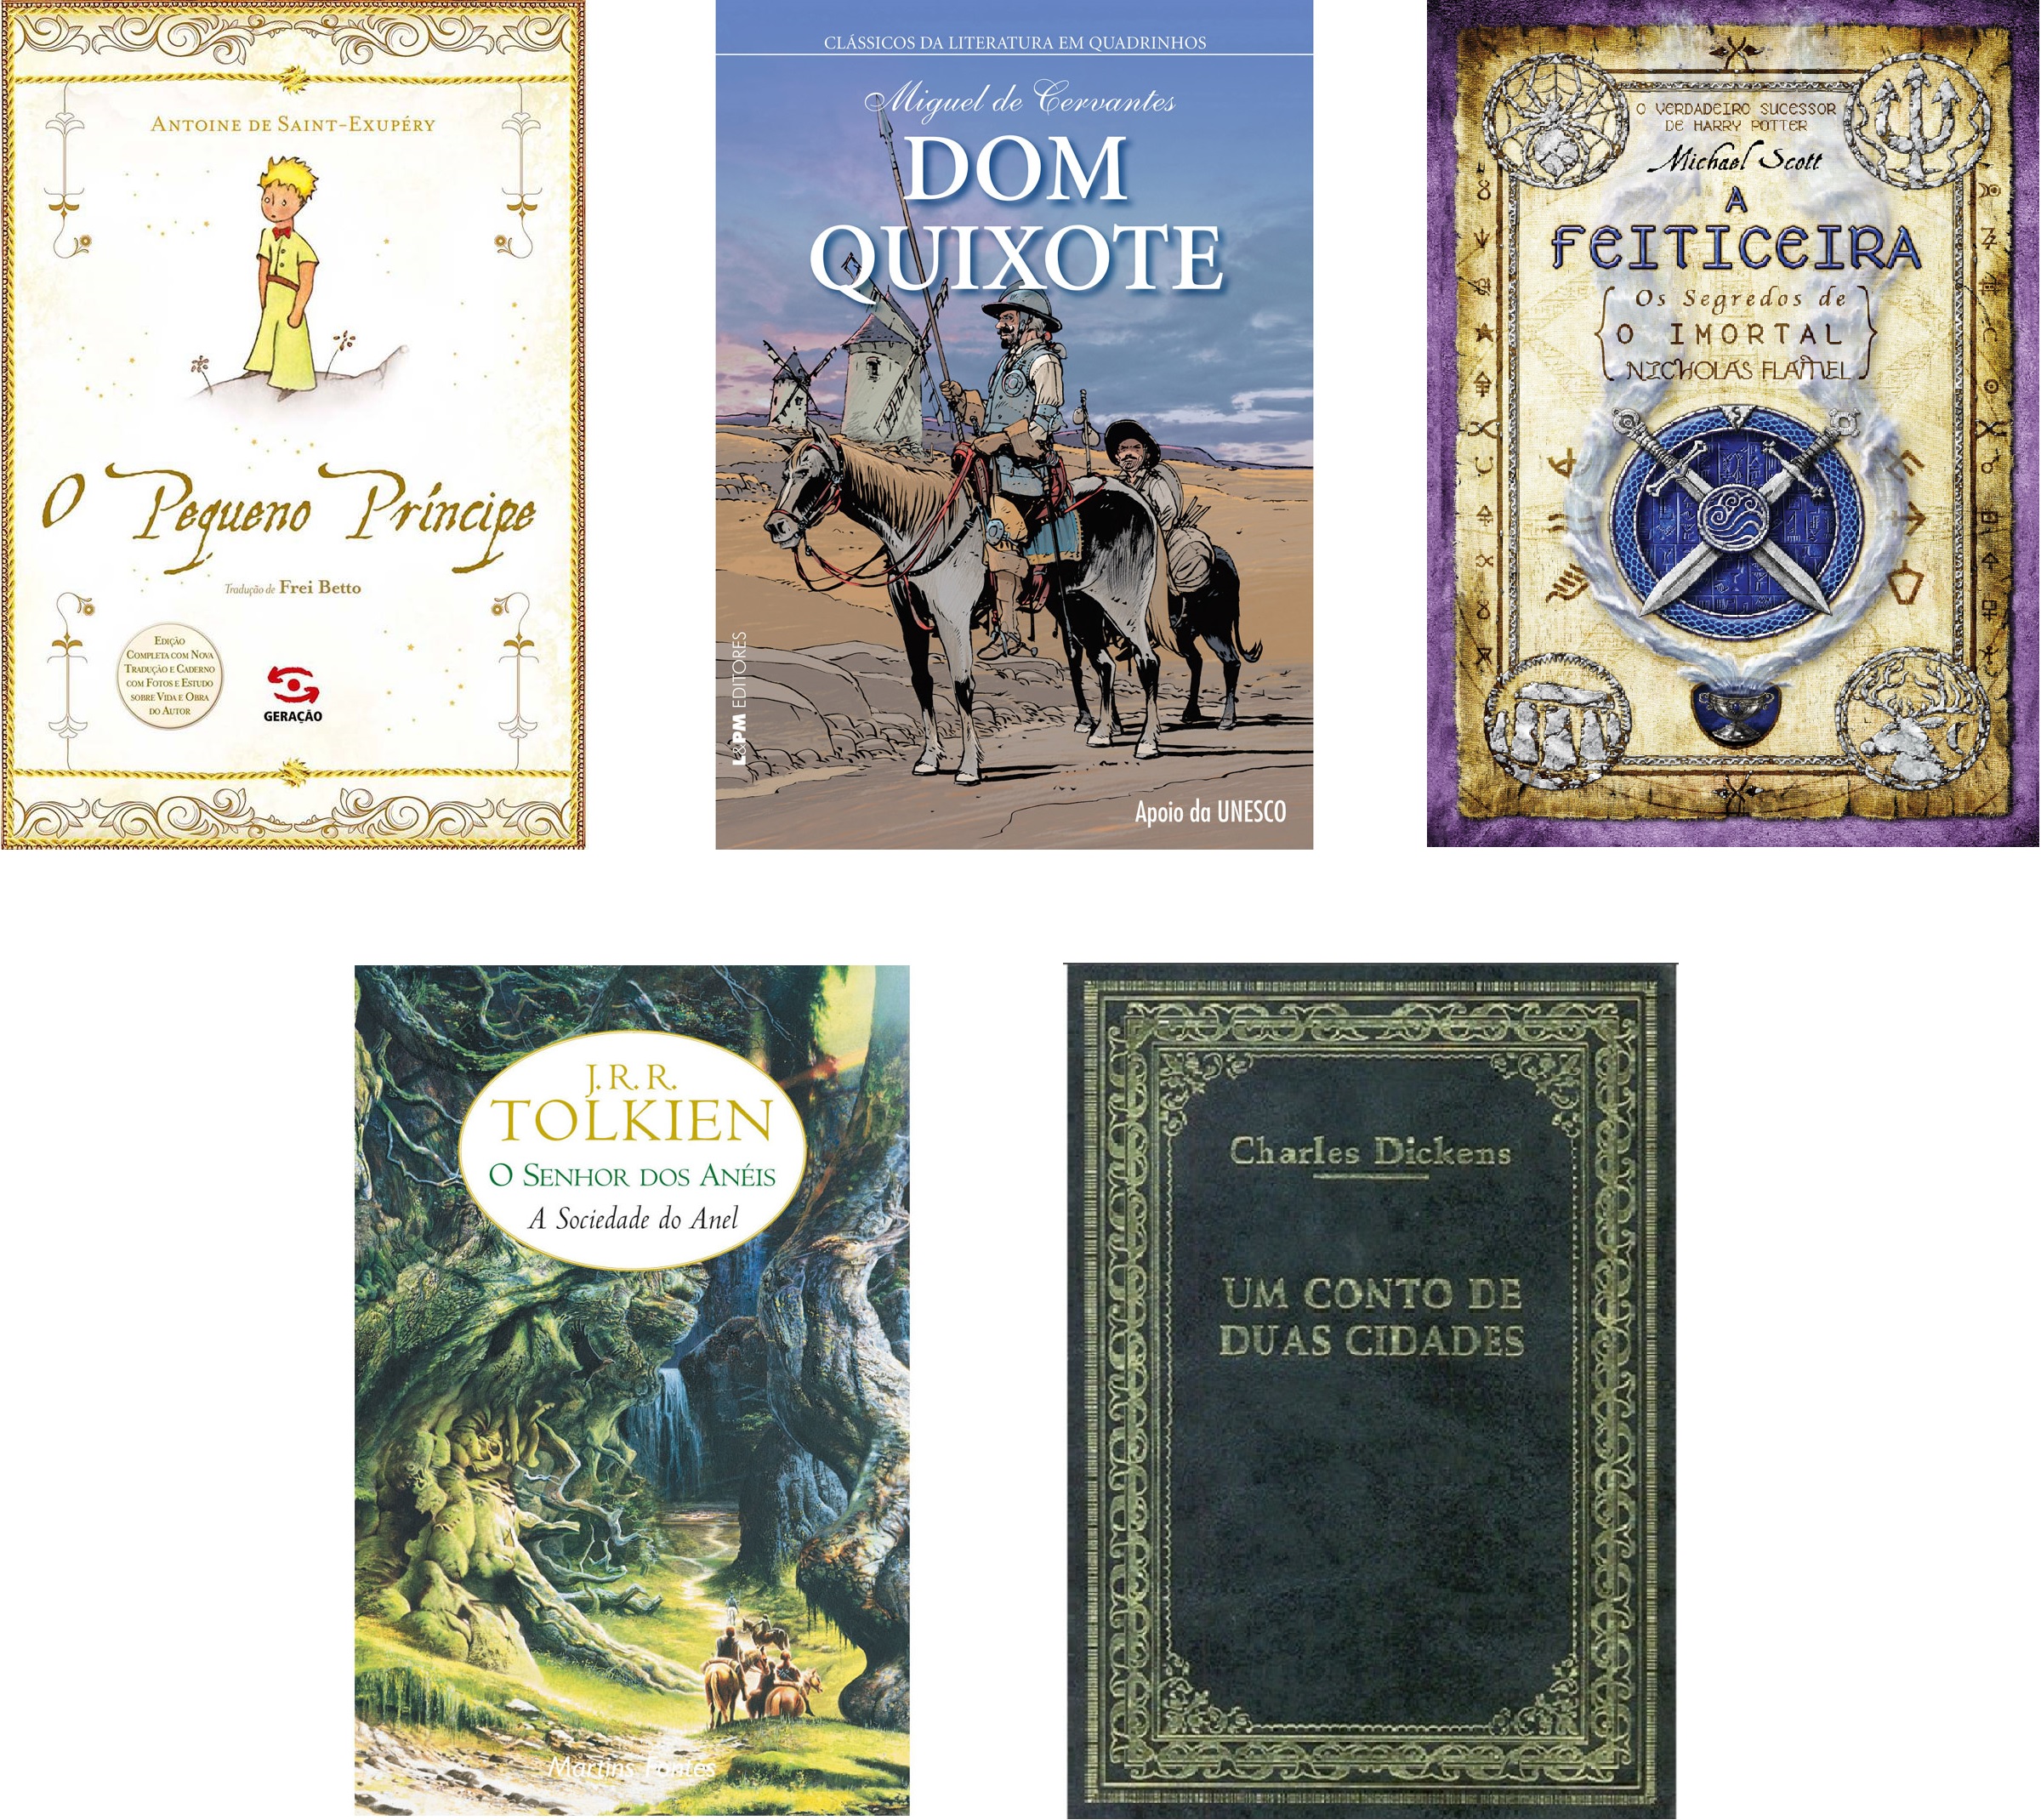 ANTOINE DE SAINT-EXUPÉRY
O Pequeno Príncipe
Tradução de Frei Betto
EDIÇÃO
COMPLETA COM NOVA
TRADUÇÃO E CADERNO
COM FOTOS E ESTUDO
SOBRE VIDA E OBRA
DO AUTOR
GERAÇÃO
CLÁSSICOS DA LITERATURA EM QUADRINHOS
Miguel de Cervantes
DOM
QUIXOTE
L&PM EDITORES
Apoio da UNESCO
O VERDADEIRO SUCESSOR
DE HARRY POTTER
Michael Scott
A
FEITICEIRA
Os Segredos de
O IMORTAL
NICHOLAS FLAMEL
J. R. R.
TOLKIEN
O SENHOR DOS ANÉIS
A Sociedade do Anel
Martins Fontes
Charles Dickens
UM CONTO DE
DUAS CIDADES